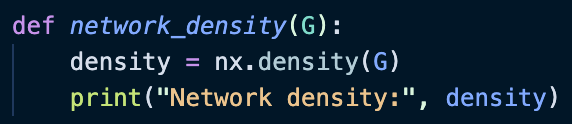 def network_density(G):
    density = nx.density(G)
    print("Network density:", density)